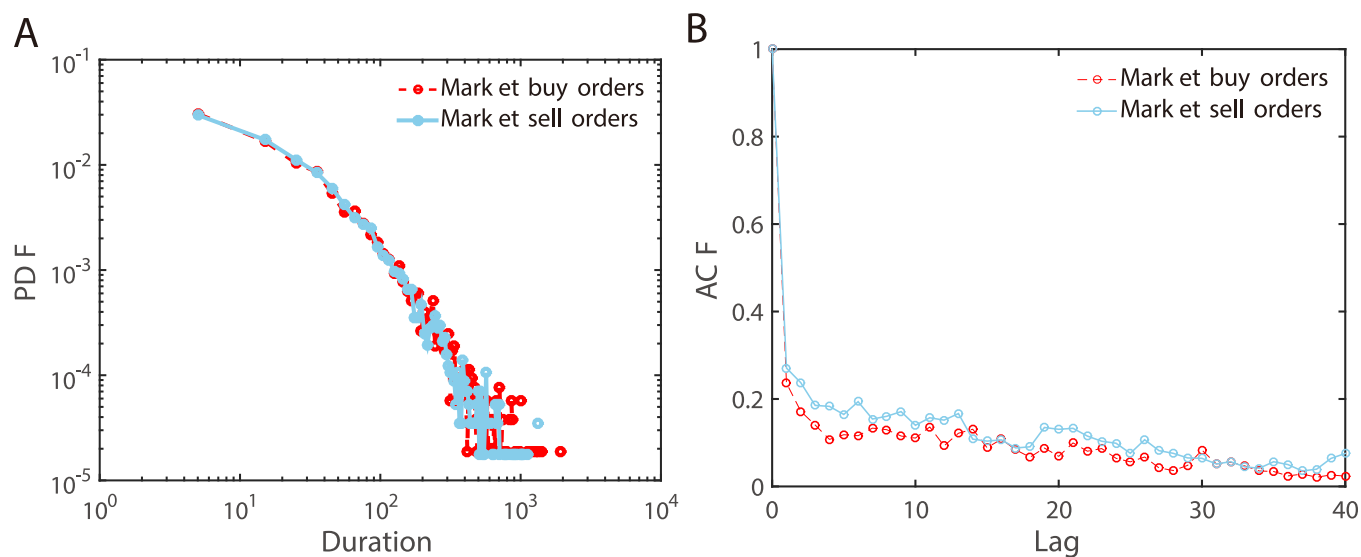 A
10^-1
10^-2
10^-3
10^-4
10^-5
PD F
10^0
10^1
10^2
10^3
10^4
Duration
Mark et buy orders
Mark et sell orders
B
1
0.8
0.6
0.4
0.2
0
AC F
0
10
20
30
40
Lag
Mark et buy orders
Mark et sell orders